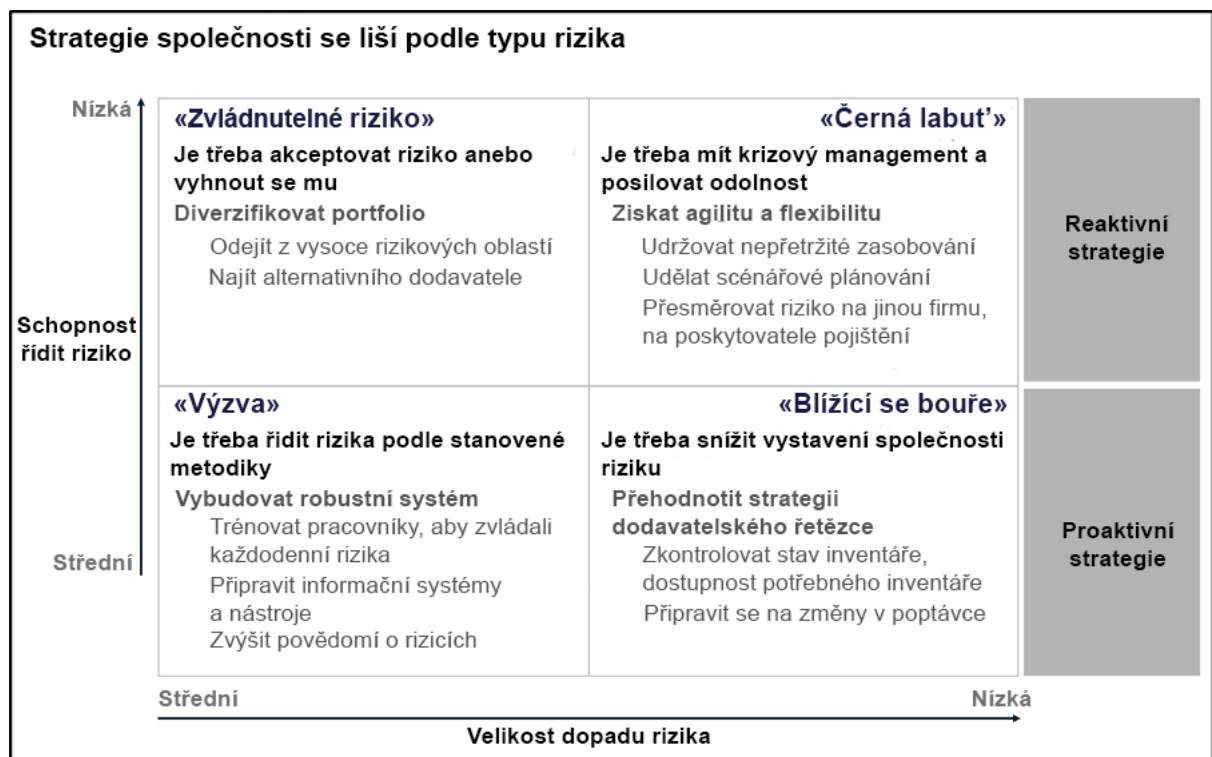 Strategie společnosti se liší podle typu rizika
Nízká
Schopnost
řídit riziko
Střední
«Zvládnutelné riziko»
Je třeba akceptovat riziko anebo
vyhnout se mu
Diverzifikovat portfolio
Odejít z vysoce rizikových oblastí
Najít alternativního dodavatele
«Černá labut’»
Je třeba mít krizový management a
posilovat odolnost
Získat agilitu a flexibilitu
Udržovat nepřetržité zasobování
Udělat scénářové plánování
Přesměrovat riziko na jinou firmu,
na poskytovatele pojištění
Reaktivní
strategie
«Výzva»
Je třeba řídit rizika podle stanovené
metodiky
Vybudovat robustní systém
Trénovat pracovníky, aby zvládali
každodenní rizika
Připravit informační systémy
a nástroje
Zvýšit povědomí o rizicích
«Blížící se bouře»
Je třeba snížit vystavení společnosti
riziku
Přehodnotit strategii
dodavatelského řetězce
Zkontrolovat stav inventáře,
dostupnost potřebného inventáře
Připravit se na změny v poptávce
Proaktivní
strategie
Střední
Nízká
Velikost dopadu rizika